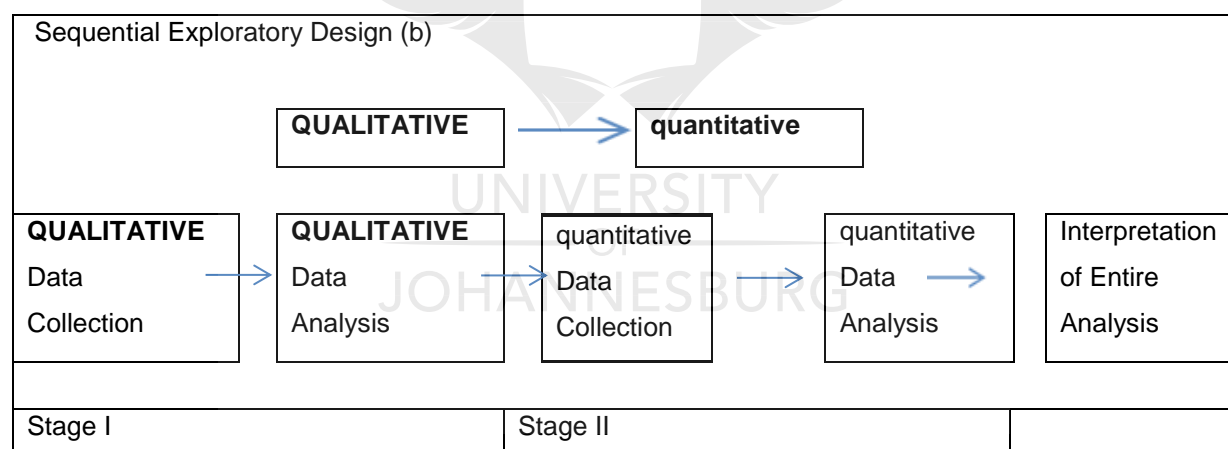 Sequential Exploratory Design (b)
QUALITATIVE
quantitative
UNIVERSITY
OF
JOHANNESBURG
QUALITATIVE
Data
Collection
QUALITATIVE
Data
Analysis
quantitative
Data
Collection
quantitative
Data
Analysis
Interpretation
of Entire
Analysis
Stage I
Stage II